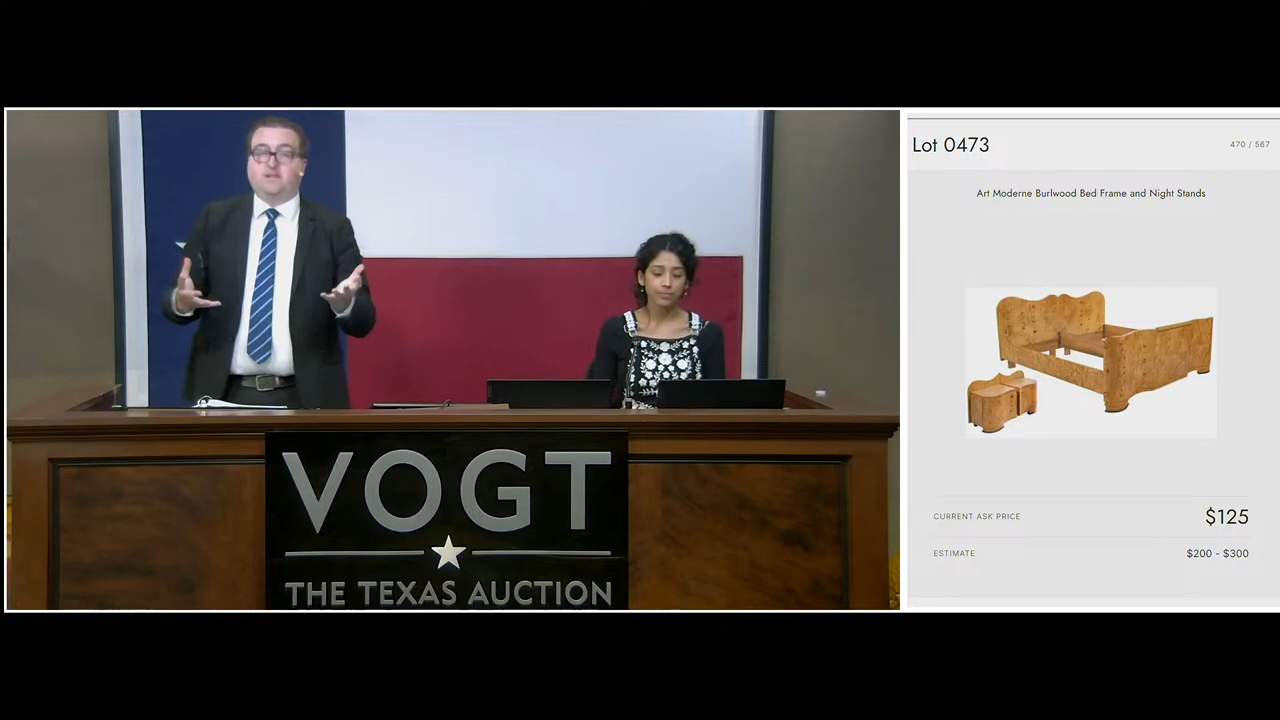 Lot 0473
470 / 567
Art Moderne Burlwood Bed Frame and Night Stands
CURRENT ASK PRICE
$125
ESTIMATE
$200 - $300
VOGT
THE TEXAS AUCTION